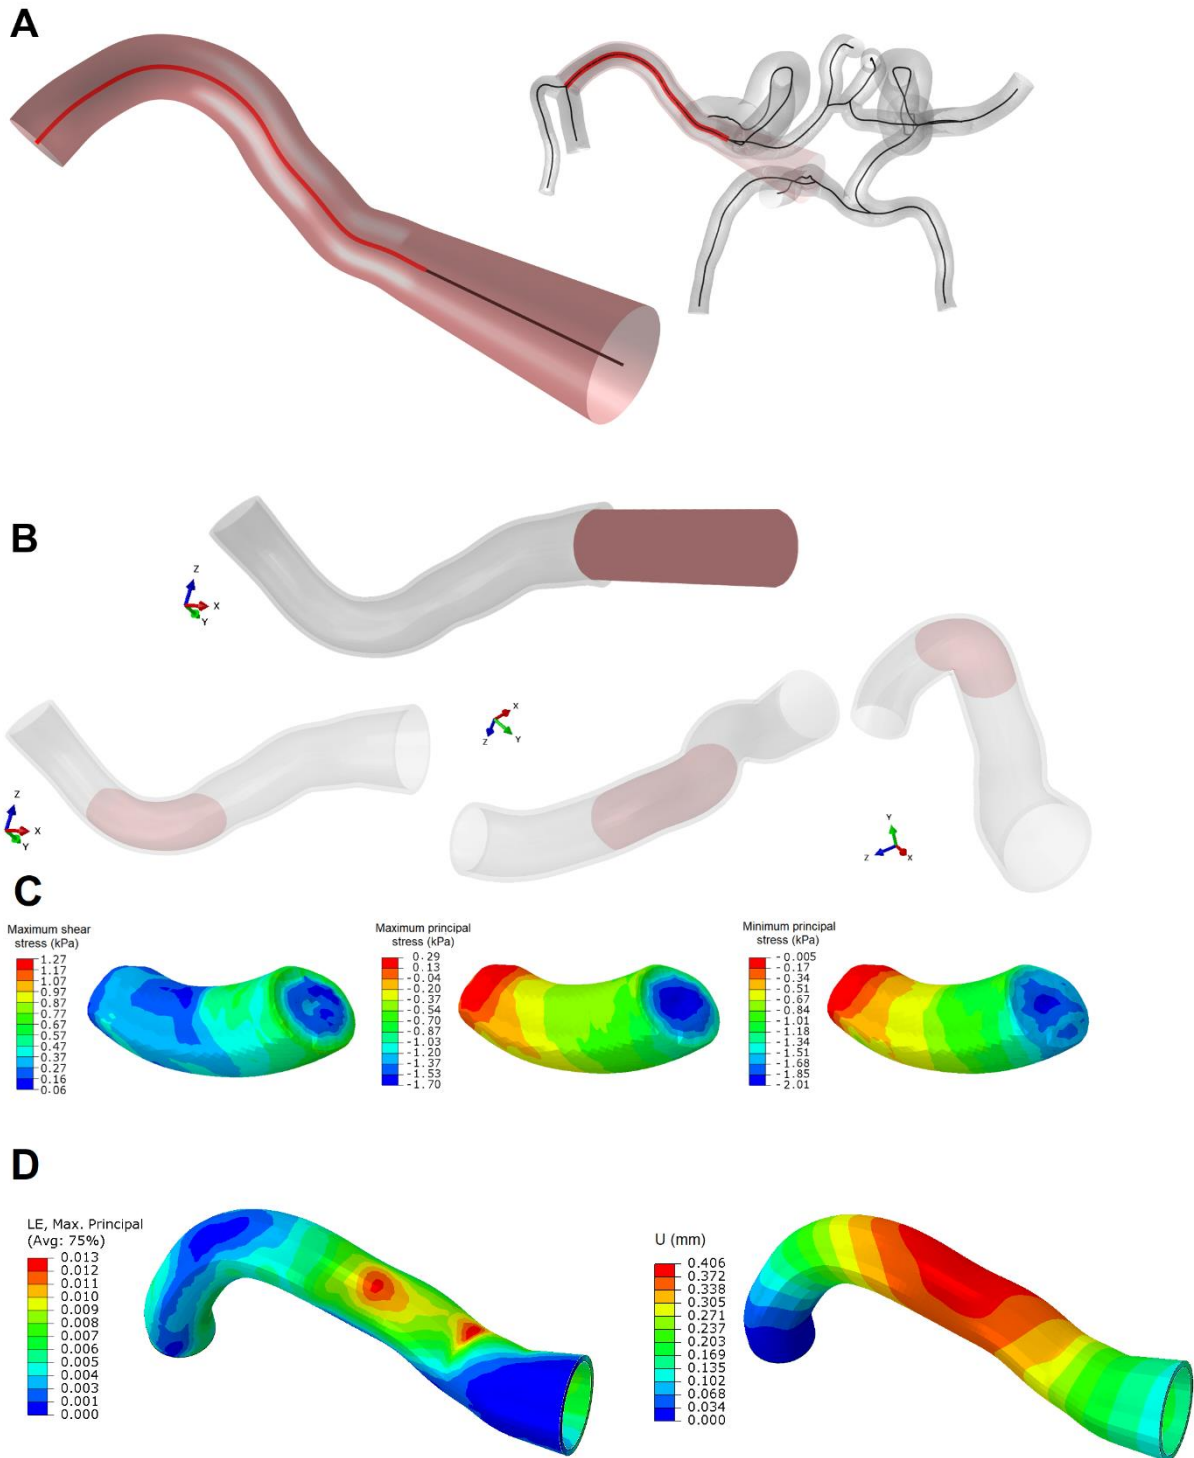 A
B
Z
X
Y
Z
X
Y
X
Y
Z
Y
Z
X
C
Maximum shear
stress (kPa)
1.27
1.17
1.07
0.97
0.87
0.77
0.67
0.57
0.47
0.37
0.27
0.16
0.06
Maximum principal
stress (kPa)
0.29
0.13
-0.04
-0.20
-0.37
-0.54
-0.70
-0.87
-1.03
-1.20
-1.37
-1.53
-1.70
Minimum principal
stress (kPa)
-0.005
-0.17
-0.34
-0.51
-0.67
-0.84
-1.01
-1.18
-1.34
-1.51
-1.68
-1.85
-2.01
D
LE, Max. Principal
(Avg: 75%)
0.013
0.012
0.011
0.010
0.009
0.008
0.007
0.006
0.005
0.004
0.003
0.001
0.000
U (mm)
0.406
0.372
0.338
0.305
0.271
0.237
0.203
0.169
0.135
0.102
0.068
0.034
0.000